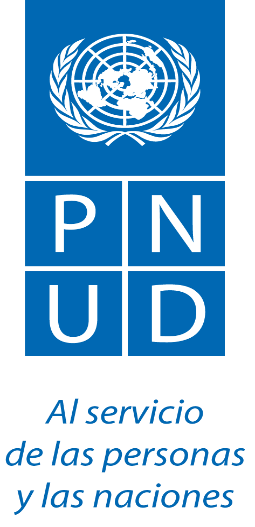 P N
U D
Al servicio
de las personas
y las naciones